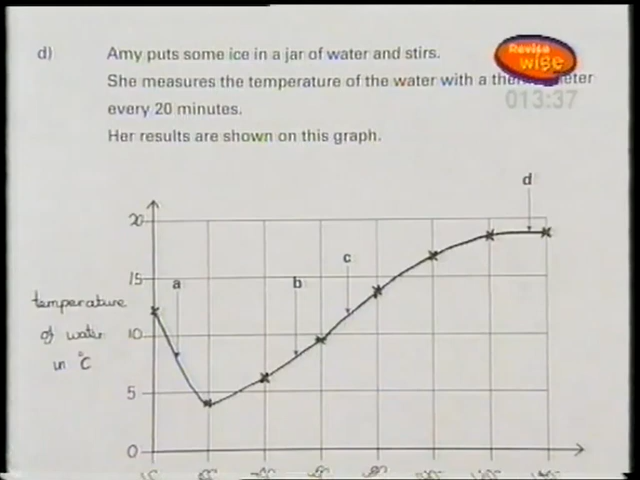 d)
Amy puts some ice in a jar of water and stirs.
She measures the temperature of the water with a
every 20 minutes.
Her results are shown on this graph.
Revise
wise
013:37
d
20
c
15
a
b
temperature
of water
in °C
10
5
0